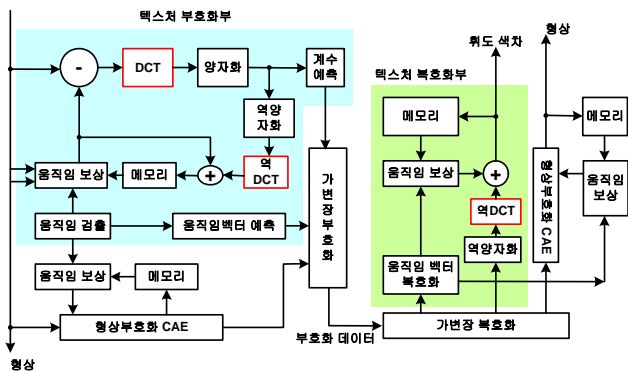 텍스처 부호화부
-
DCT
양자화
계수
예측
역양
자화
역
DCT
+
메모리
움직임 보상
움직임 검출
움직임벡터 예측
움직임 보상
메모리
형상부호화 CAE
형상
가변장부호화
부호화 데이터
휘도 색차
형상
텍스처 복호화부
메모리
움직임 보상
+
역DCT
역양자화
움직임 벡터
복호화
가변장 복호화
형상부호화 CAE
메모리
움직임
보상